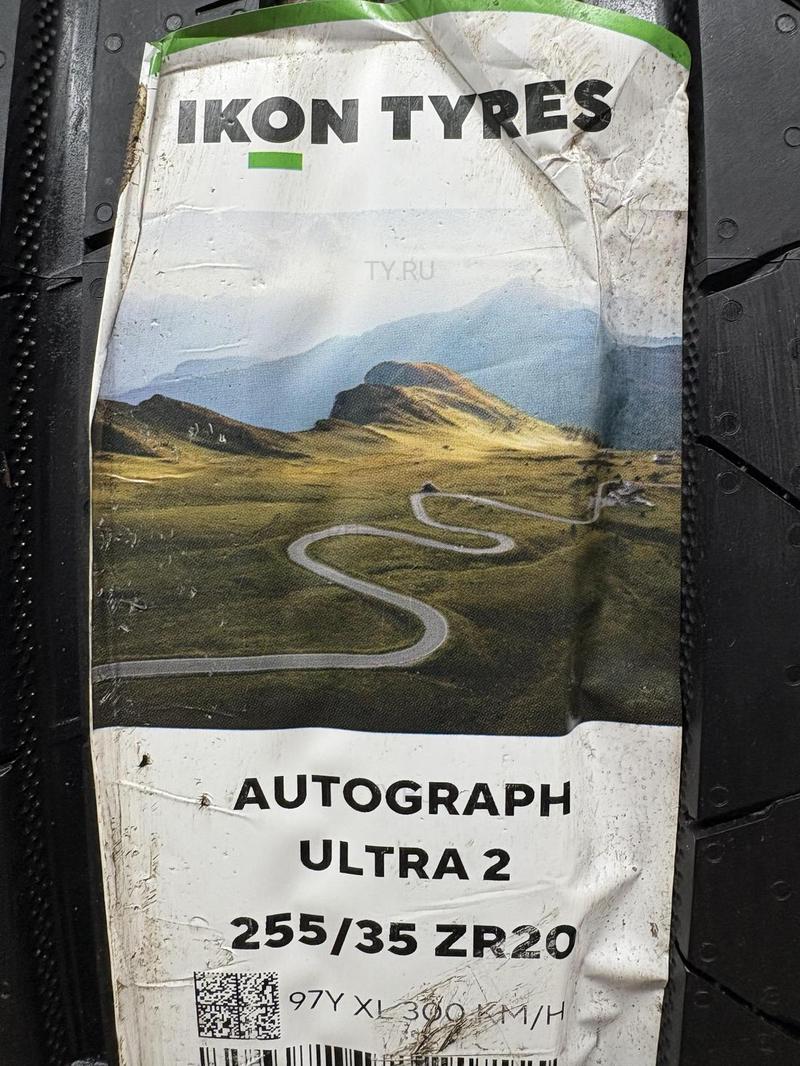 IKON TYRES
TY.RU
AUTOGRAPH
ULTRA 2
255/35 ZR20
97Y XL 300 KM/H